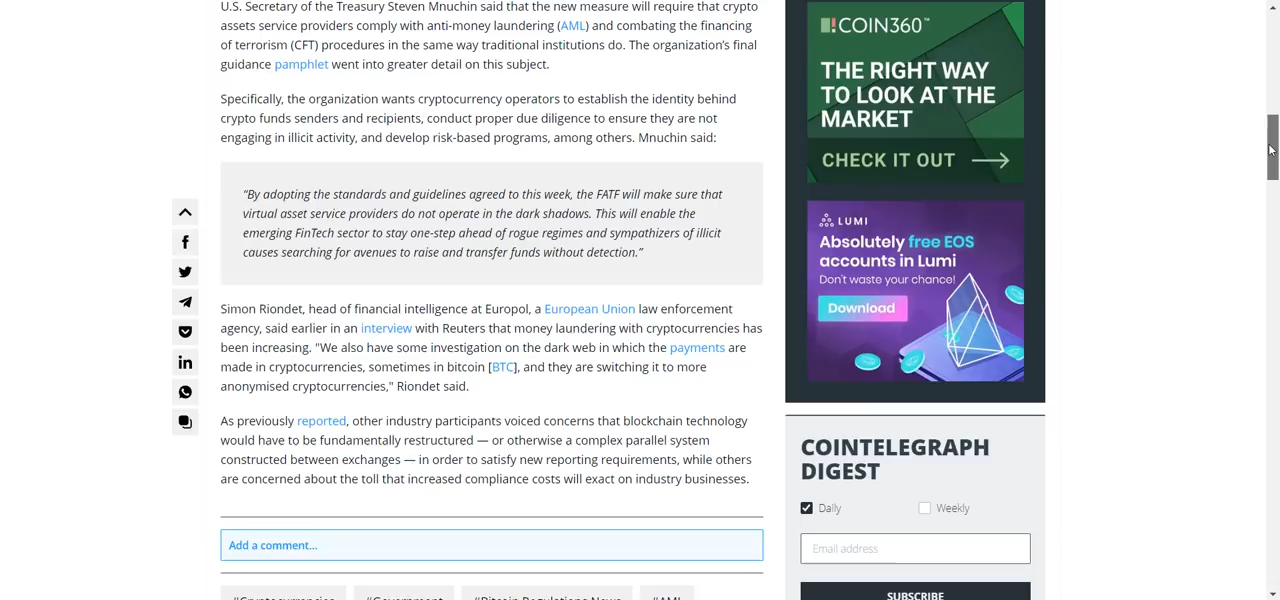 U.S. Secretary of the Treasury Steven Mnuchin said that the new measure will require that crypto
assets service providers comply with anti-money laundering (AML) and combating the financing
of terrorism (CFT) procedures in the same way traditional institutions do. The organization's final
guidance pamphlet went into greater detail on this subject.
Specifically, the organization wants cryptocurrency operators to establish the identity behind
crypto funds senders and recipients, conduct proper due diligence to ensure they are not
engaging in illicit activity, and develop risk-based programs, among others. Mnuchin said:
“By adopting the standards and guidelines agreed to this week, the FATF will make sure that
virtual asset service providers do not operate in the dark shadows. This will enable the
emerging FinTech sector to stay one-step ahead of rogue regimes and sympathizers of illicit
causes searching for avenues to raise and transfer funds without detection.”
Simon Riondet, head of financial intelligence at Europol, a European Union law enforcement
agency, said earlier in an interview with Reuters that money laundering with cryptocurrencies has
been increasing. "We also have some investigation on the dark web in which the payments are
made in cryptocurrencies, sometimes in bitcoin [BTC], and they are switching it to more
anonymised cryptocurrencies," Riondet said.
As previously reported, other industry participants voiced concerns that blockchain technology
would have to be fundamentally restructured — or otherwise a complex parallel system
constructed between exchanges — in order to satisfy new reporting requirements, while others
are concerned about the toll that increased compliance costs will exact on industry businesses.
Add a comment...
#Cryptocurrencies #Government #Bitcoin Regulations News #AML
COIN360™
THE RIGHT WAY
TO LOOK AT THE
MARKET
CHECK IT OUT
LUMI
Absolutely free EOS
accounts in Lumi
Don't waste your chance!
Download
COINTELEGRAPH
DIGEST
Daily Weekly
Email address
SUBSCRIBE